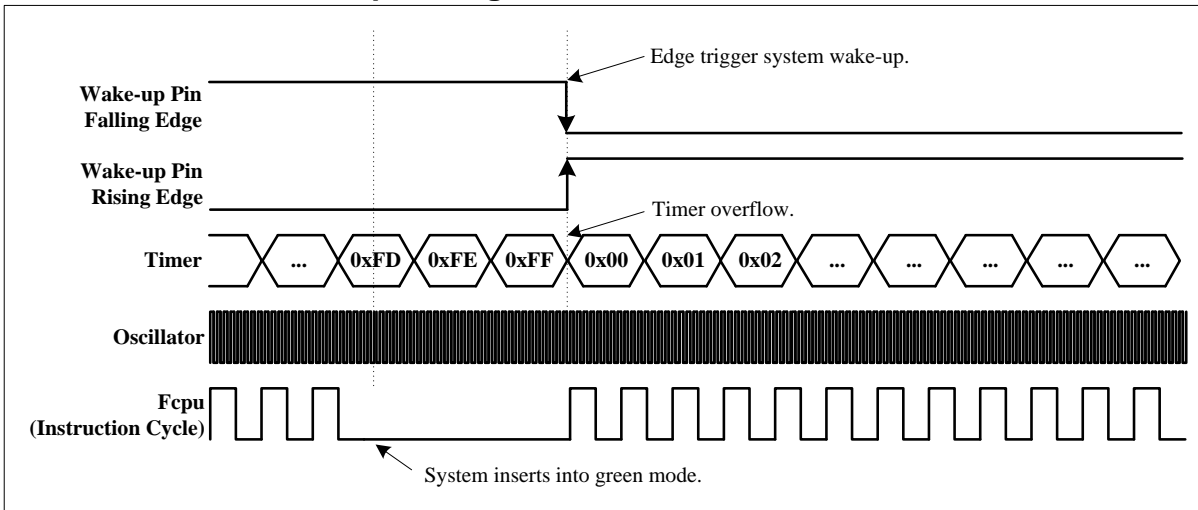 Edge trigger system wake-up.
Wake-up Pin
Falling Edge
Wake-up Pin
Rising Edge
Timer overflow.
Timer ... 0xFD 0xFE 0xFF 0x00 0x01 0x02 ... ... ... ... ...
Oscillator
Fcpu
(Instruction Cycle)
System inserts into green mode.